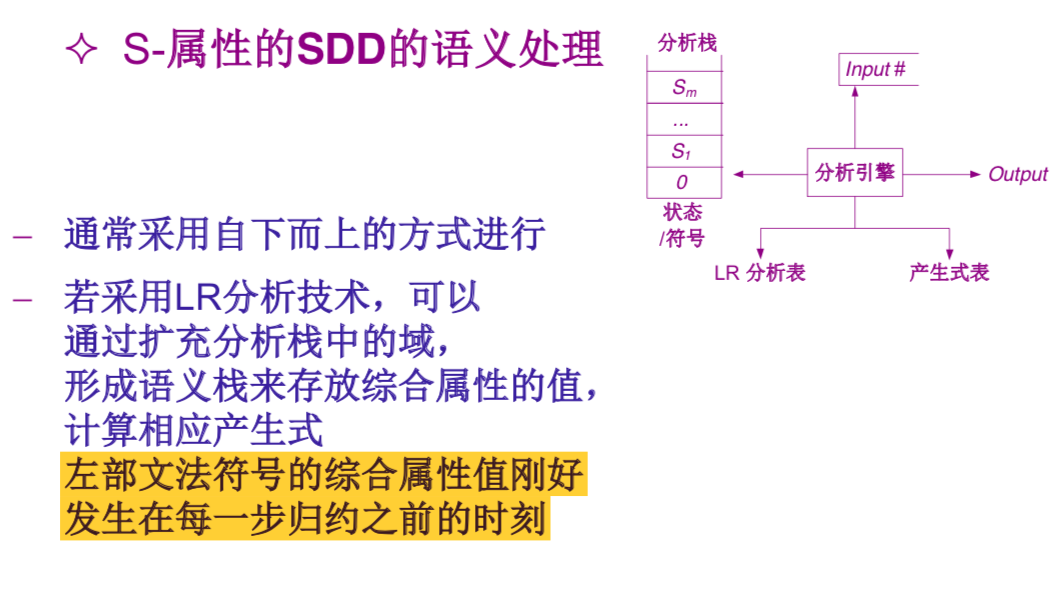 ✧ S-属性的SDD的语义处理
– 通常采用自下而上的方式进行
– 若采用LR分析技术，可以
通过扩充分析栈中的域，
形成语义栈来存放综合属性的值，
计算相应产生式
左部文法符号的综合属性值刚好
发生在每一步归约之前的时刻
分析栈
Sm
...
S1
0
状态
/符号
Input #
分析引擎
Output
LR 分析表
产生式表